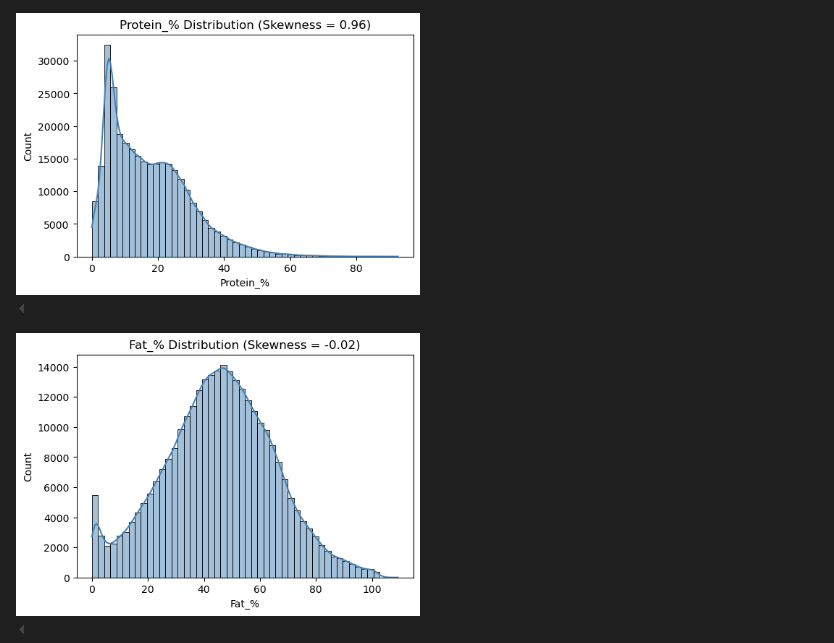 Protein_% Distribution (Skewness = 0.96)
30000
25000
20000
15000
10000
5000
0
Count
0 20 40 60 80
Protein_%
Fat_% Distribution (Skewness = -0.02)
14000
12000
10000
8000
6000
4000
2000
0
Count
0 20 40 60 80 100
Fat_%